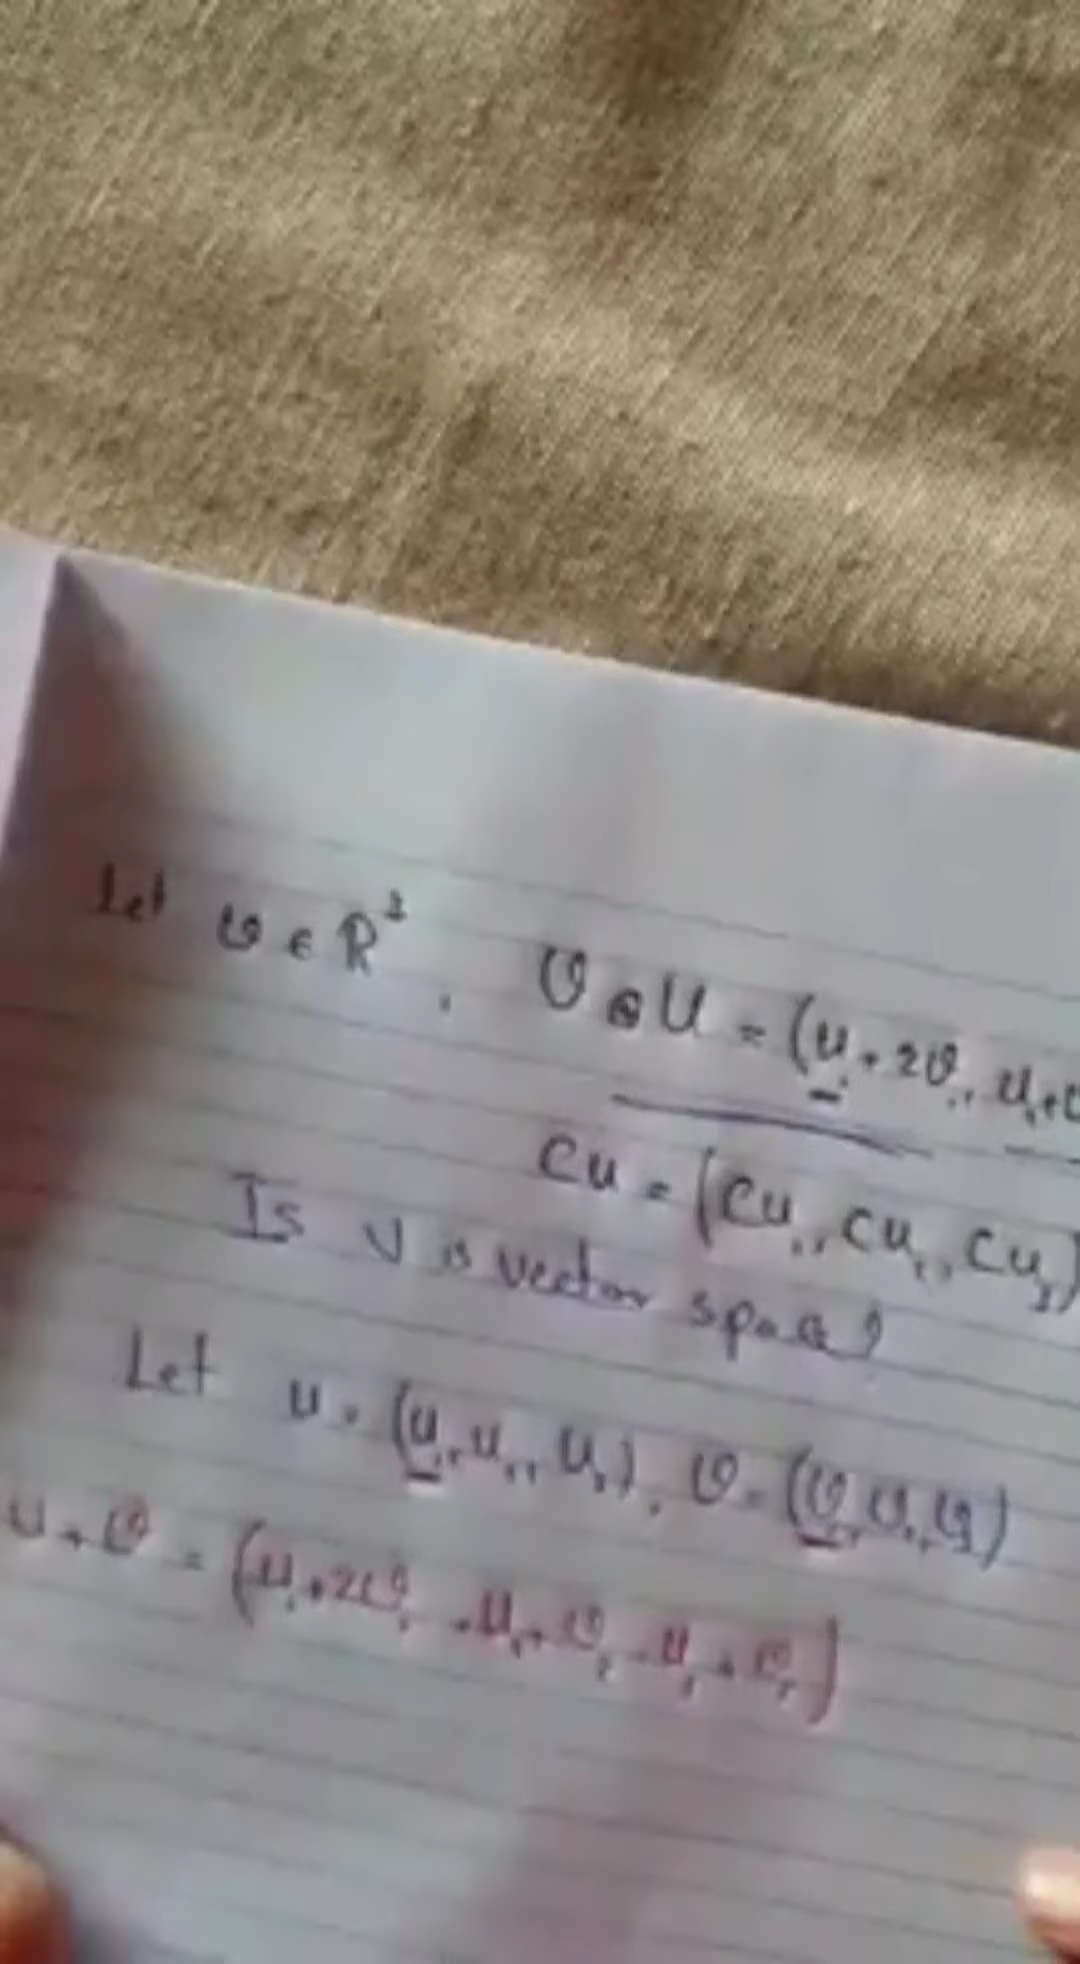 Let v ∈ R³, V ⊕ U = (u₁ + 2v₁, u₂ + v
Cu = (Cu₁, Cu₂, Cu₃)
Is V is vector space?
Let u = (u₁, u₂, u₃), v = (v₁, v₂, v₃)
u + v = (u₁ + 2v₁, u₂ + v₂, u₃ + v₃)